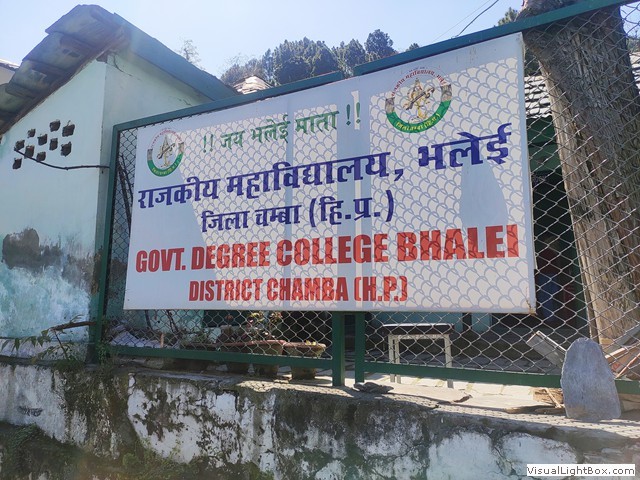 !! जय भलेई माता !!
राजकीय महाविद्यालय, भलेई
जिला चम्बा (हि.प्र.)
GOVT. DEGREE COLLEGE BHALEI
DISTRICT CHAMBA (H.P.)
VisualLightBox.com